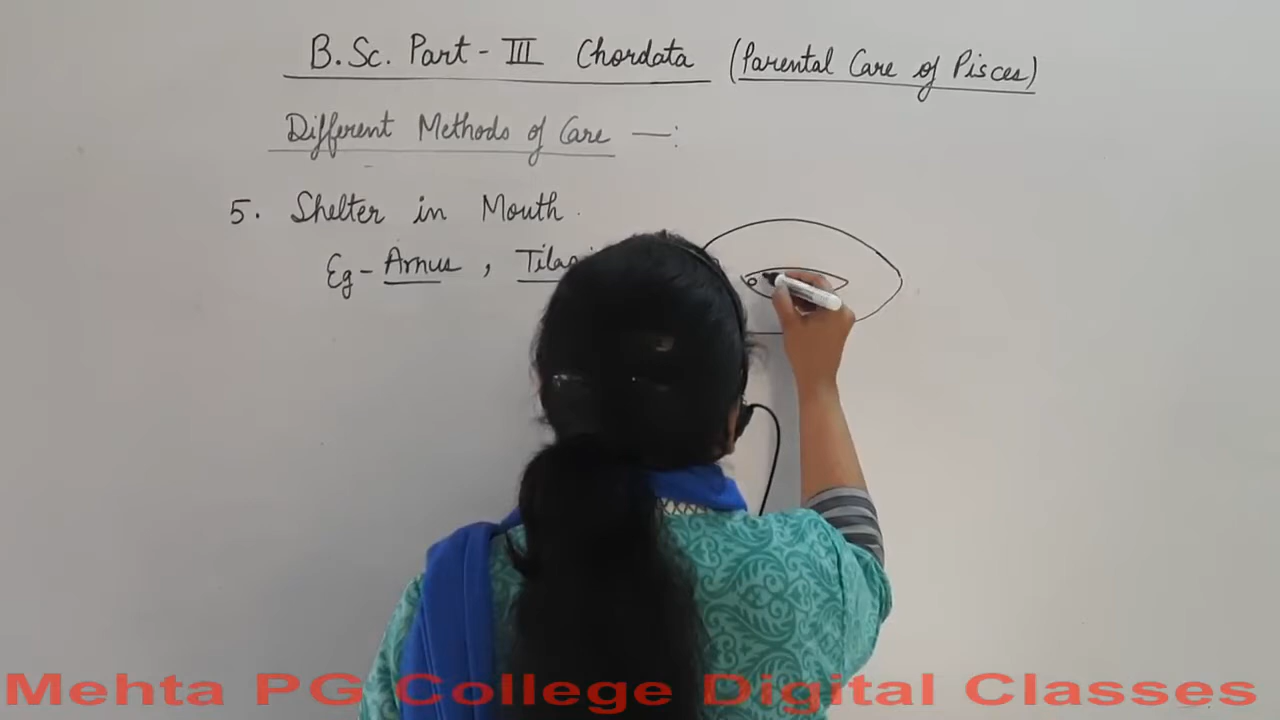 B.Sc. Part - III Chordata (Parental Care of Pisces)
Different Methods of Care —:
5. Shelter in Mouth.
Eg - Arnus,
Mehta PG College Digital Classes